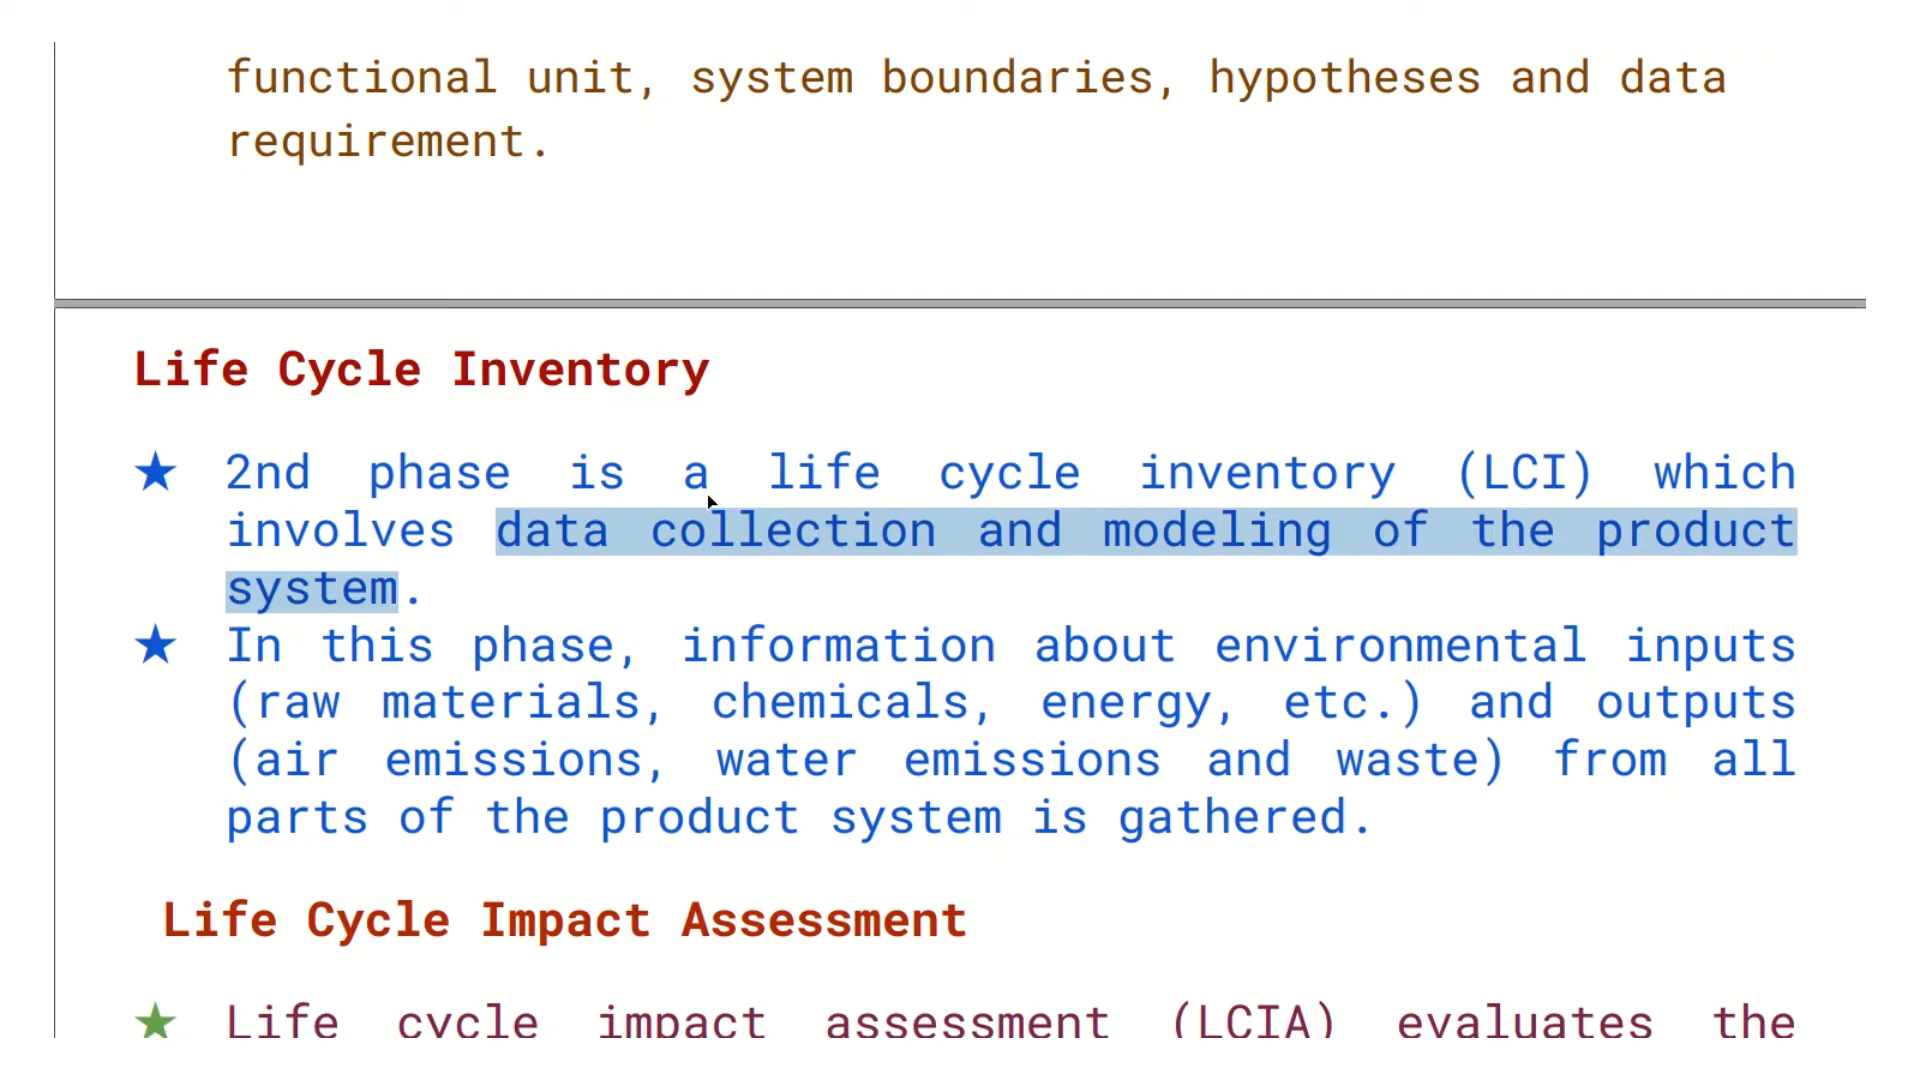 functional unit, system boundaries, hypotheses and data
requirement.
Life Cycle Inventory
★ 2nd phase is a life cycle inventory (LCI) which
involves data collection and modeling of the product
system.
★ In this phase, information about environmental inputs
(raw materials, chemicals, energy, etc.) and outputs
(air emissions, water emissions and waste) from all
parts of the product system is gathered.
Life Cycle Impact Assessment
★ Life cycle impact assessment (LCIA) evaluates the